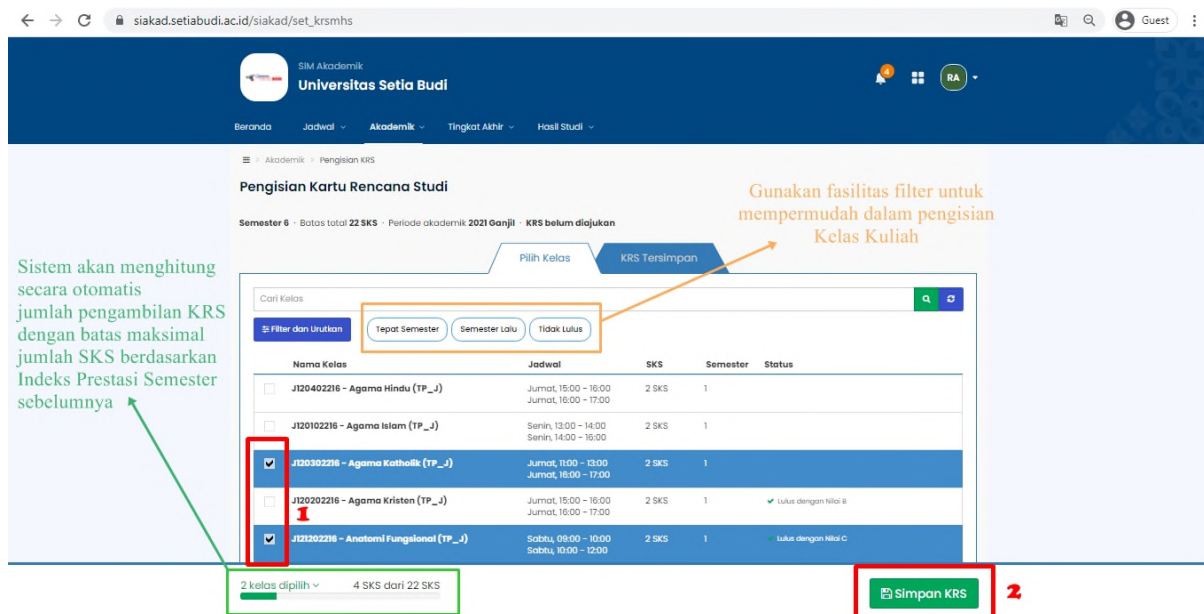 siakad.setiabudi.ac.id/siakad/set_krsmhs
Guest
SIM Akademik
Universitas Setia Budi
4
RA
Beranda
Jadwal
Akademik
Tingkat Akhir
Hasil Studi
Akademik > Pengisian KRS
Pengisian Kartu Rencana Studi
Semester 6 · Batas total 22 SKS · Periode akademik 2021 Ganjil · KRS belum diajukan
Gunakan fasilitas filter untuk
mempermudah dalam pengisian
Kelas Kuliah
Sistem akan menghitung
secara otomatis
jumlah pengambilan KRS
dengan batas maksimal
jumlah SKS berdasarkan
Indeks Prestasi Semester
sebelumnya
Pilih Kelas
KRS Tersimpan
Cari Kelas
Filter dan Urutkan
Tepat Semester
Semester Lalu
Tidak Lulus
Nama Kelas Jadwal SKS Semester Status
J120402216 - Agama Hindu (TP_J) Jumat, 15:00 - 16:00 2 SKS 1
Jumat, 16:00 - 17:00
J120102216 - Agama Islam (TP_J) Senin, 13:00 - 14:00 2 SKS 1
Senin, 14:00 - 16:00
J120302216 - Agama Katholik (TP_J) Jumat, 11:00 - 13:00 2 SKS 1
Jumat, 16:00 - 17:00
J120202216 - Agama Kristen (TP_J) Jumat, 15:00 - 16:00 2 SKS 1 Lulus dengan Nilai B
Jumat, 16:00 - 17:00
1
J121202216 - Anatomi Fungsional (TP_J) Sabtu, 09:00 - 10:00 2 SKS 1 Lulus dengan Nilai C
Sabtu, 10:00 - 12:00
2 kelas dipilih
4 SKS dari 22 SKS
Simpan KRS
2